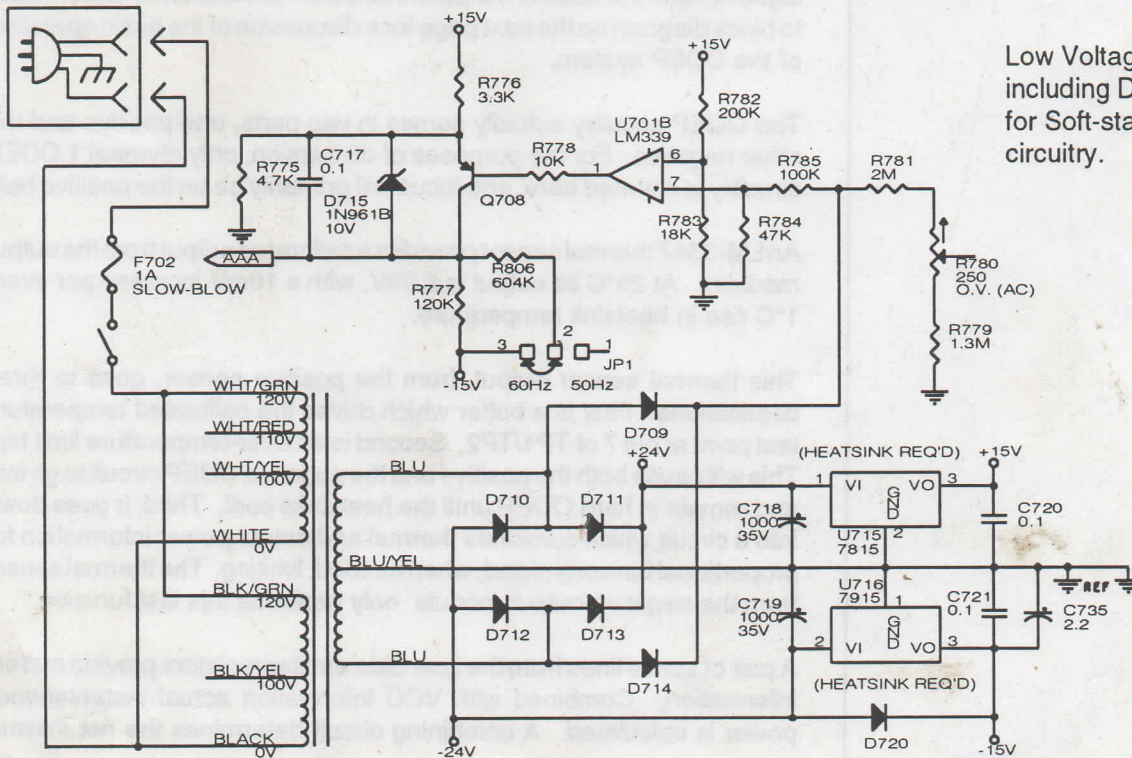 +15V
R776
3.3K
+15V
R782
200K
Low Voltag
including D
for Soft-sta
circuitry.
U701B
LM339
R778
10K
7
C717
0.1
R775
4.7K
D715
1N961B
10V
Q708
R785
100K
R781
2M
R783
18K
R784
47K
AAA
F702
1A
SLOW-BLOW
R806
604K
R777
120K
R780
250
O.V. (AC)
R779
1.3M
3
2
1
JP1
60Hz
50Hz
-15V
WHT/GRN
120V
WHT/RED
110V
WHT/YEL
100V
WHITE
0V
BLK/GRN
120V
BLK/YEL
100V
BLACK
0V
BLU
BLU/YEL
BLU
D709
+24V
D710
D711
D712
D713
D714
-24V
(HEATSINK REQ'D)
+15V
1
VI
VO
3
GND
2
U715
7815
C718
1000
35V
C720
0.1
REF
U716
7915
1
GND
2
VI
VO
3
C719
1000
35V
C721
0.1
C735
2.2
(HEATSINK REQ'D)
D720
-15V